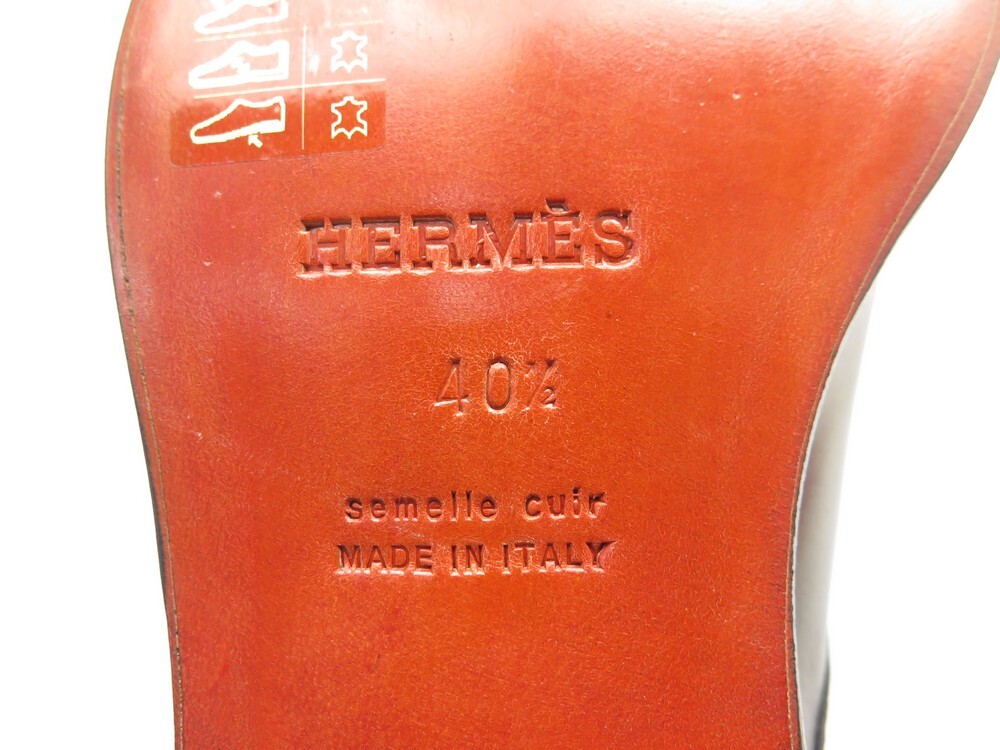 HERMÈS
40½
semelle cuir
MADE IN ITALY